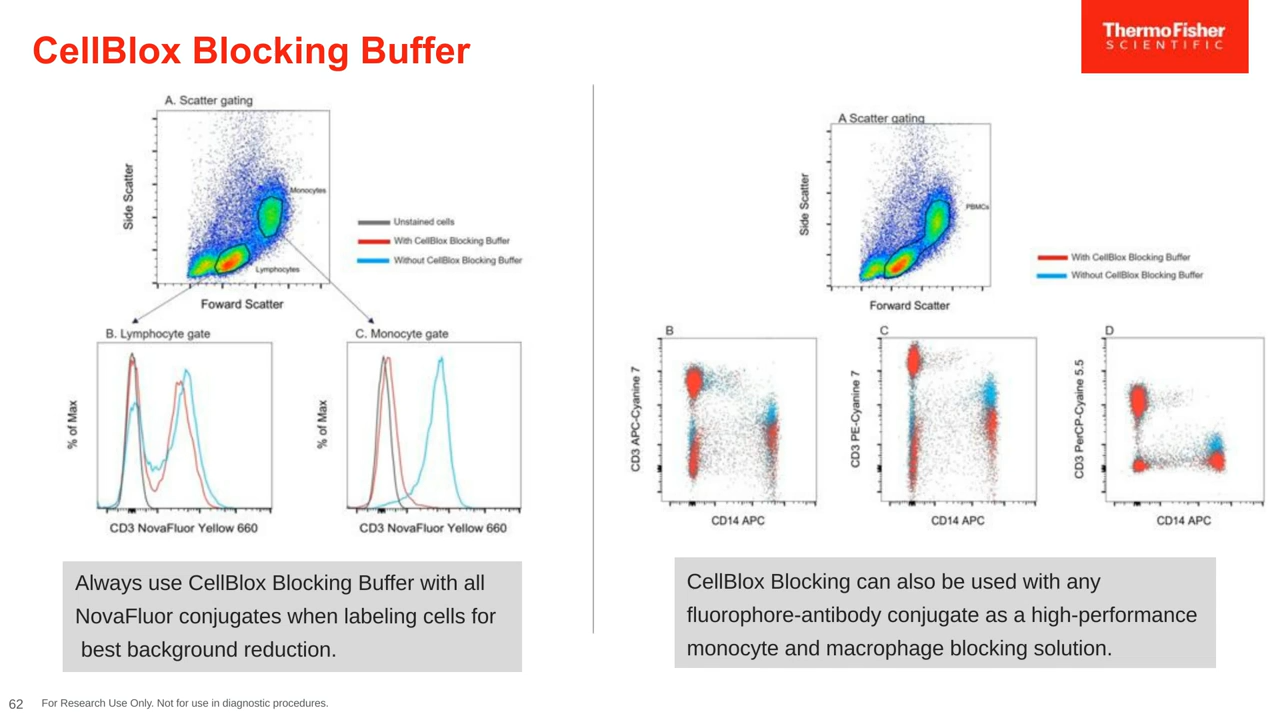 CellBlox Blocking Buffer
ThermoFisher
SCIENTIFIC
A. Scatter gating
Side Scatter
Monocytes
Lymphocytes
Foward Scatter
Unstained cells
With CellBlox Blocking Buffer
Without CellBlox Blocking Buffer
B. Lymphocyte gate
% of Max
CD3 NovaFluor Yellow 660
C. Monocyte gate
% of Max
CD3 NovaFluor Yellow 660
Always use CellBlox Blocking Buffer with all
NovaFluor conjugates when labeling cells for
best background reduction.
A Scatter gating
Side Scatter
PBMCs
Forward Scatter
With CellBlox Blocking Buffer
Without CellBlox Blocking Buffer
B
CD3 APC-Cyanine 7
CD14 APC
C
CD3 PE-Cyanine 7
CD14 APC
D
CD3 PerCP-Cyaine 5.5
CD14 APC
CellBlox Blocking can also be used with any
fluorophore-antibody conjugate as a high-performance
monocyte and macrophage blocking solution.
62
For Research Use Only. Not for use in diagnostic procedures.